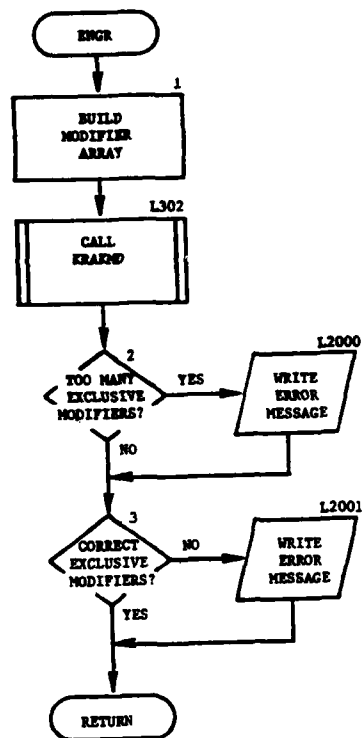 ENGR
1
BUILD
MODIFIER
ARRAY
L302
CALL
KRAKMD
2
TOO MANY
EXCLUSIVE
MODIFIERS?
YES
L2000
WRITE
ERROR
MESSAGE
NO
3
CORRECT
EXCLUSIVE
MODIFIERS?
NO
L2001
WRITE
ERROR
MESSAGE
YES
RETURN